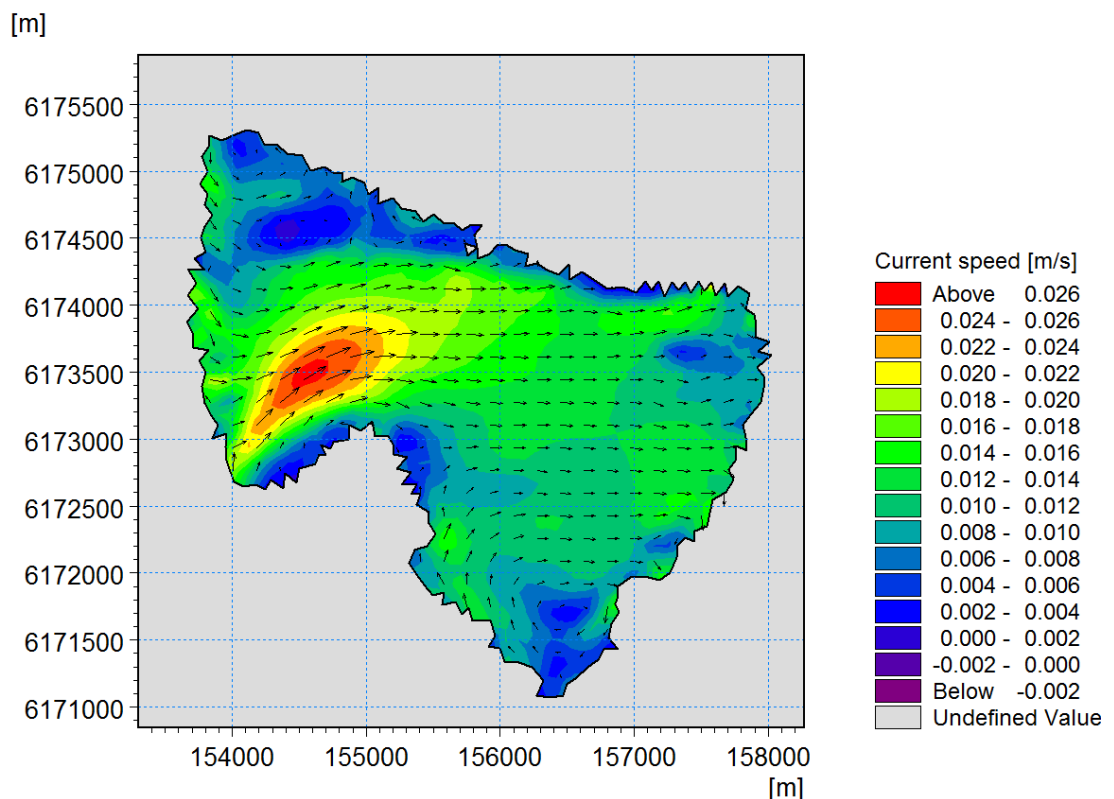 [m]
6175500
6175000
6174500
6174000
6173500
6173000
6172500
6172000
6171500
6171000
154000 155000 156000 157000 158000
[m]
Current speed [m/s]
Above 0.026
0.024 - 0.026
0.022 - 0.024
0.020 - 0.022
0.018 - 0.020
0.016 - 0.018
0.014 - 0.016
0.012 - 0.014
0.010 - 0.012
0.008 - 0.010
0.006 - 0.008
0.004 - 0.006
0.002 - 0.004
0.000 - 0.002
-0.002 - 0.000
Below -0.002
Undefined Value